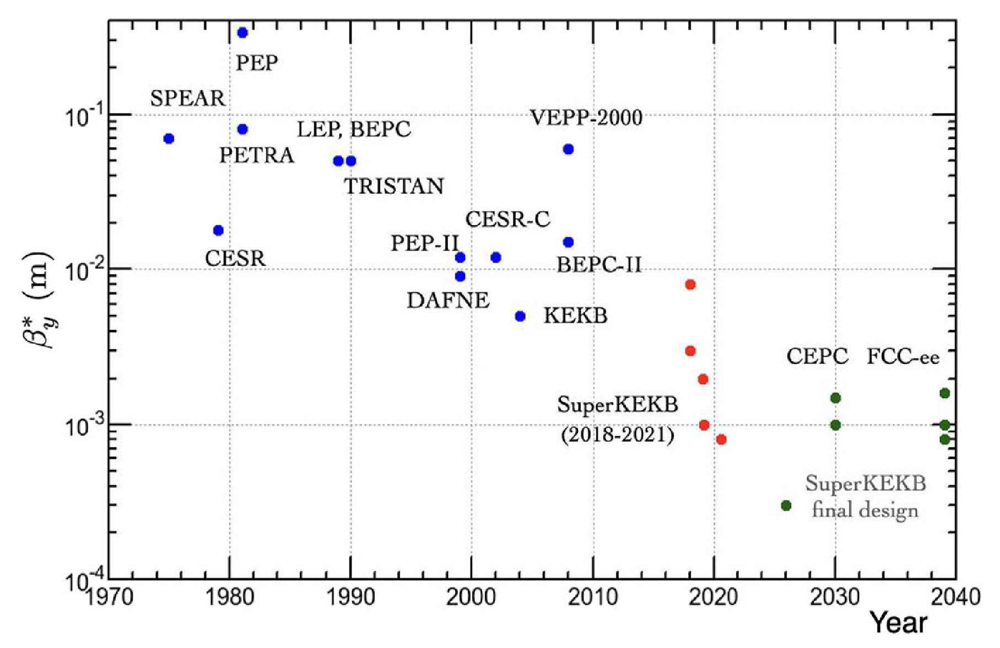 PEP
SPEAR
10⁻¹
VEPP-2000
LEP, BEPC
PETRA
TRISTAN
CESR-C
PEP-II
CESR
BEPC-II
10⁻²
DAFNE
KEKB
β*y (m)
CEPC FCC-ee
SuperKEKB
(2018-2021)
10⁻³
SuperKEKB
final design
10⁻⁴
1970 1980 1990 2000 2010 2020 2030 2040
Year